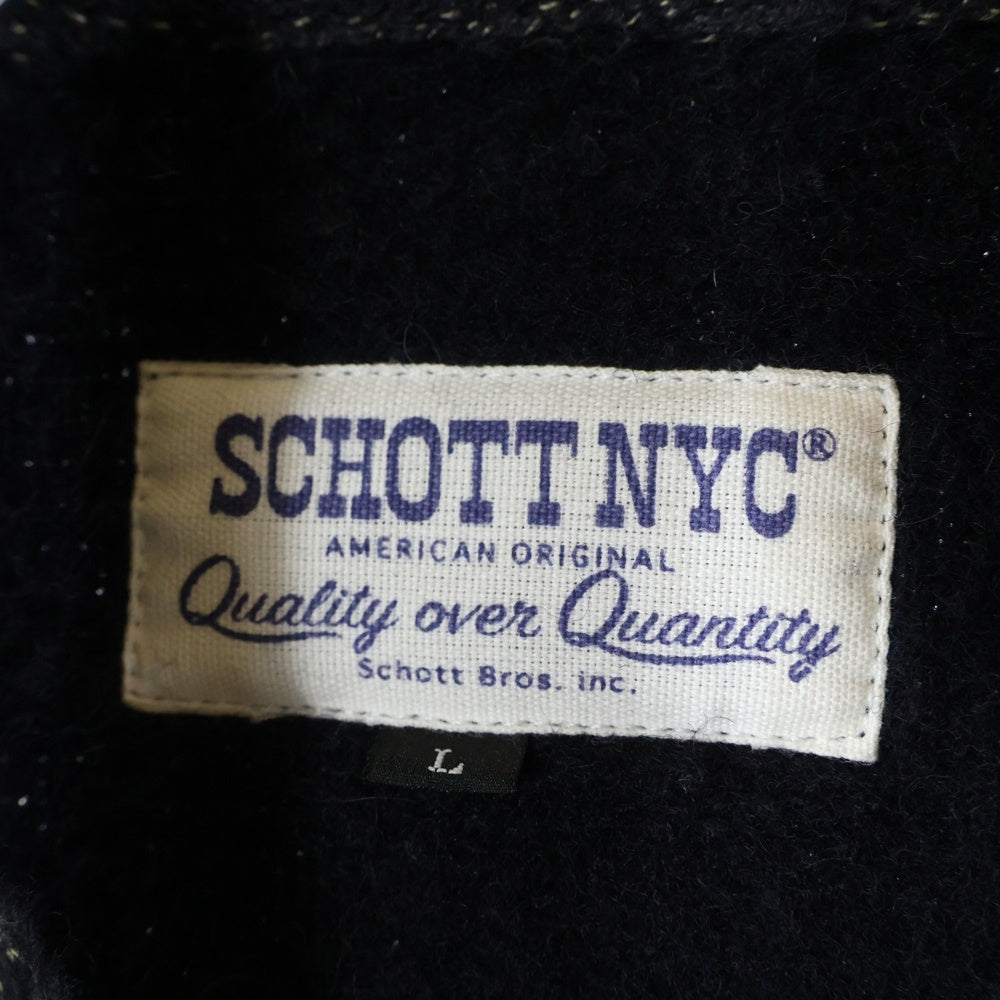 SCHOTT NYC®
AMERICAN ORIGINAL
Quality over Quantity
Schott Bros. inc.
L